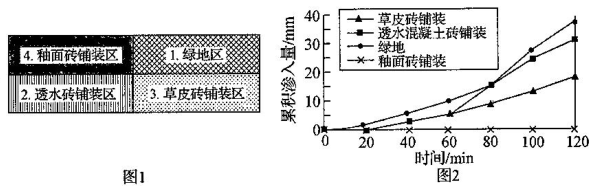 4. 釉面砖铺装区
1. 绿地区
2. 透水砖铺装区
3. 草皮砖铺装区
图1
累积渗入量/mm
40
30
20
10
0
草皮砖铺装
透水混凝土砖铺装
绿地
釉面砖铺装
0 20 40 60 80 100 120
时间/min
图2